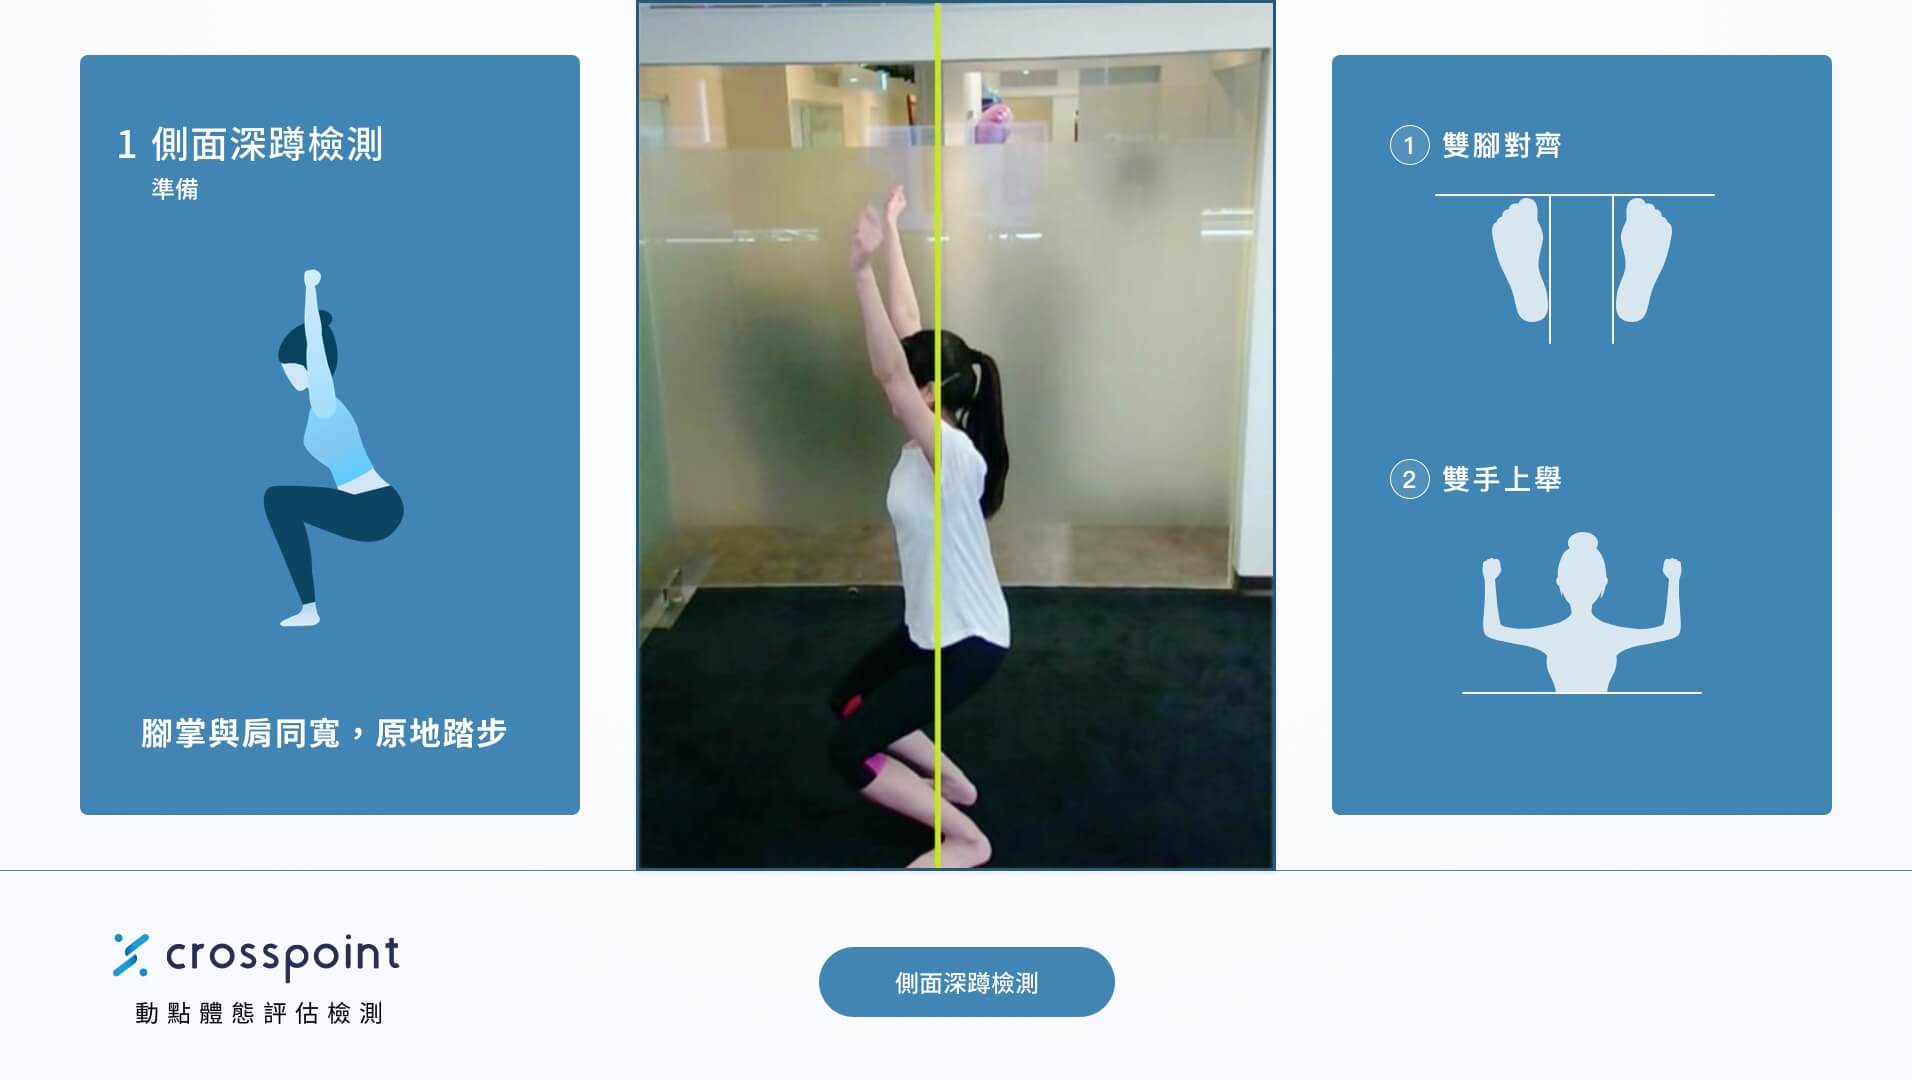 1 側面深蹲檢測
準備
腳掌與肩同寬，原地踏步
1 雙腳對齊
2 雙手上舉
crosspoint
動點體態評估檢測
側面深蹲檢測